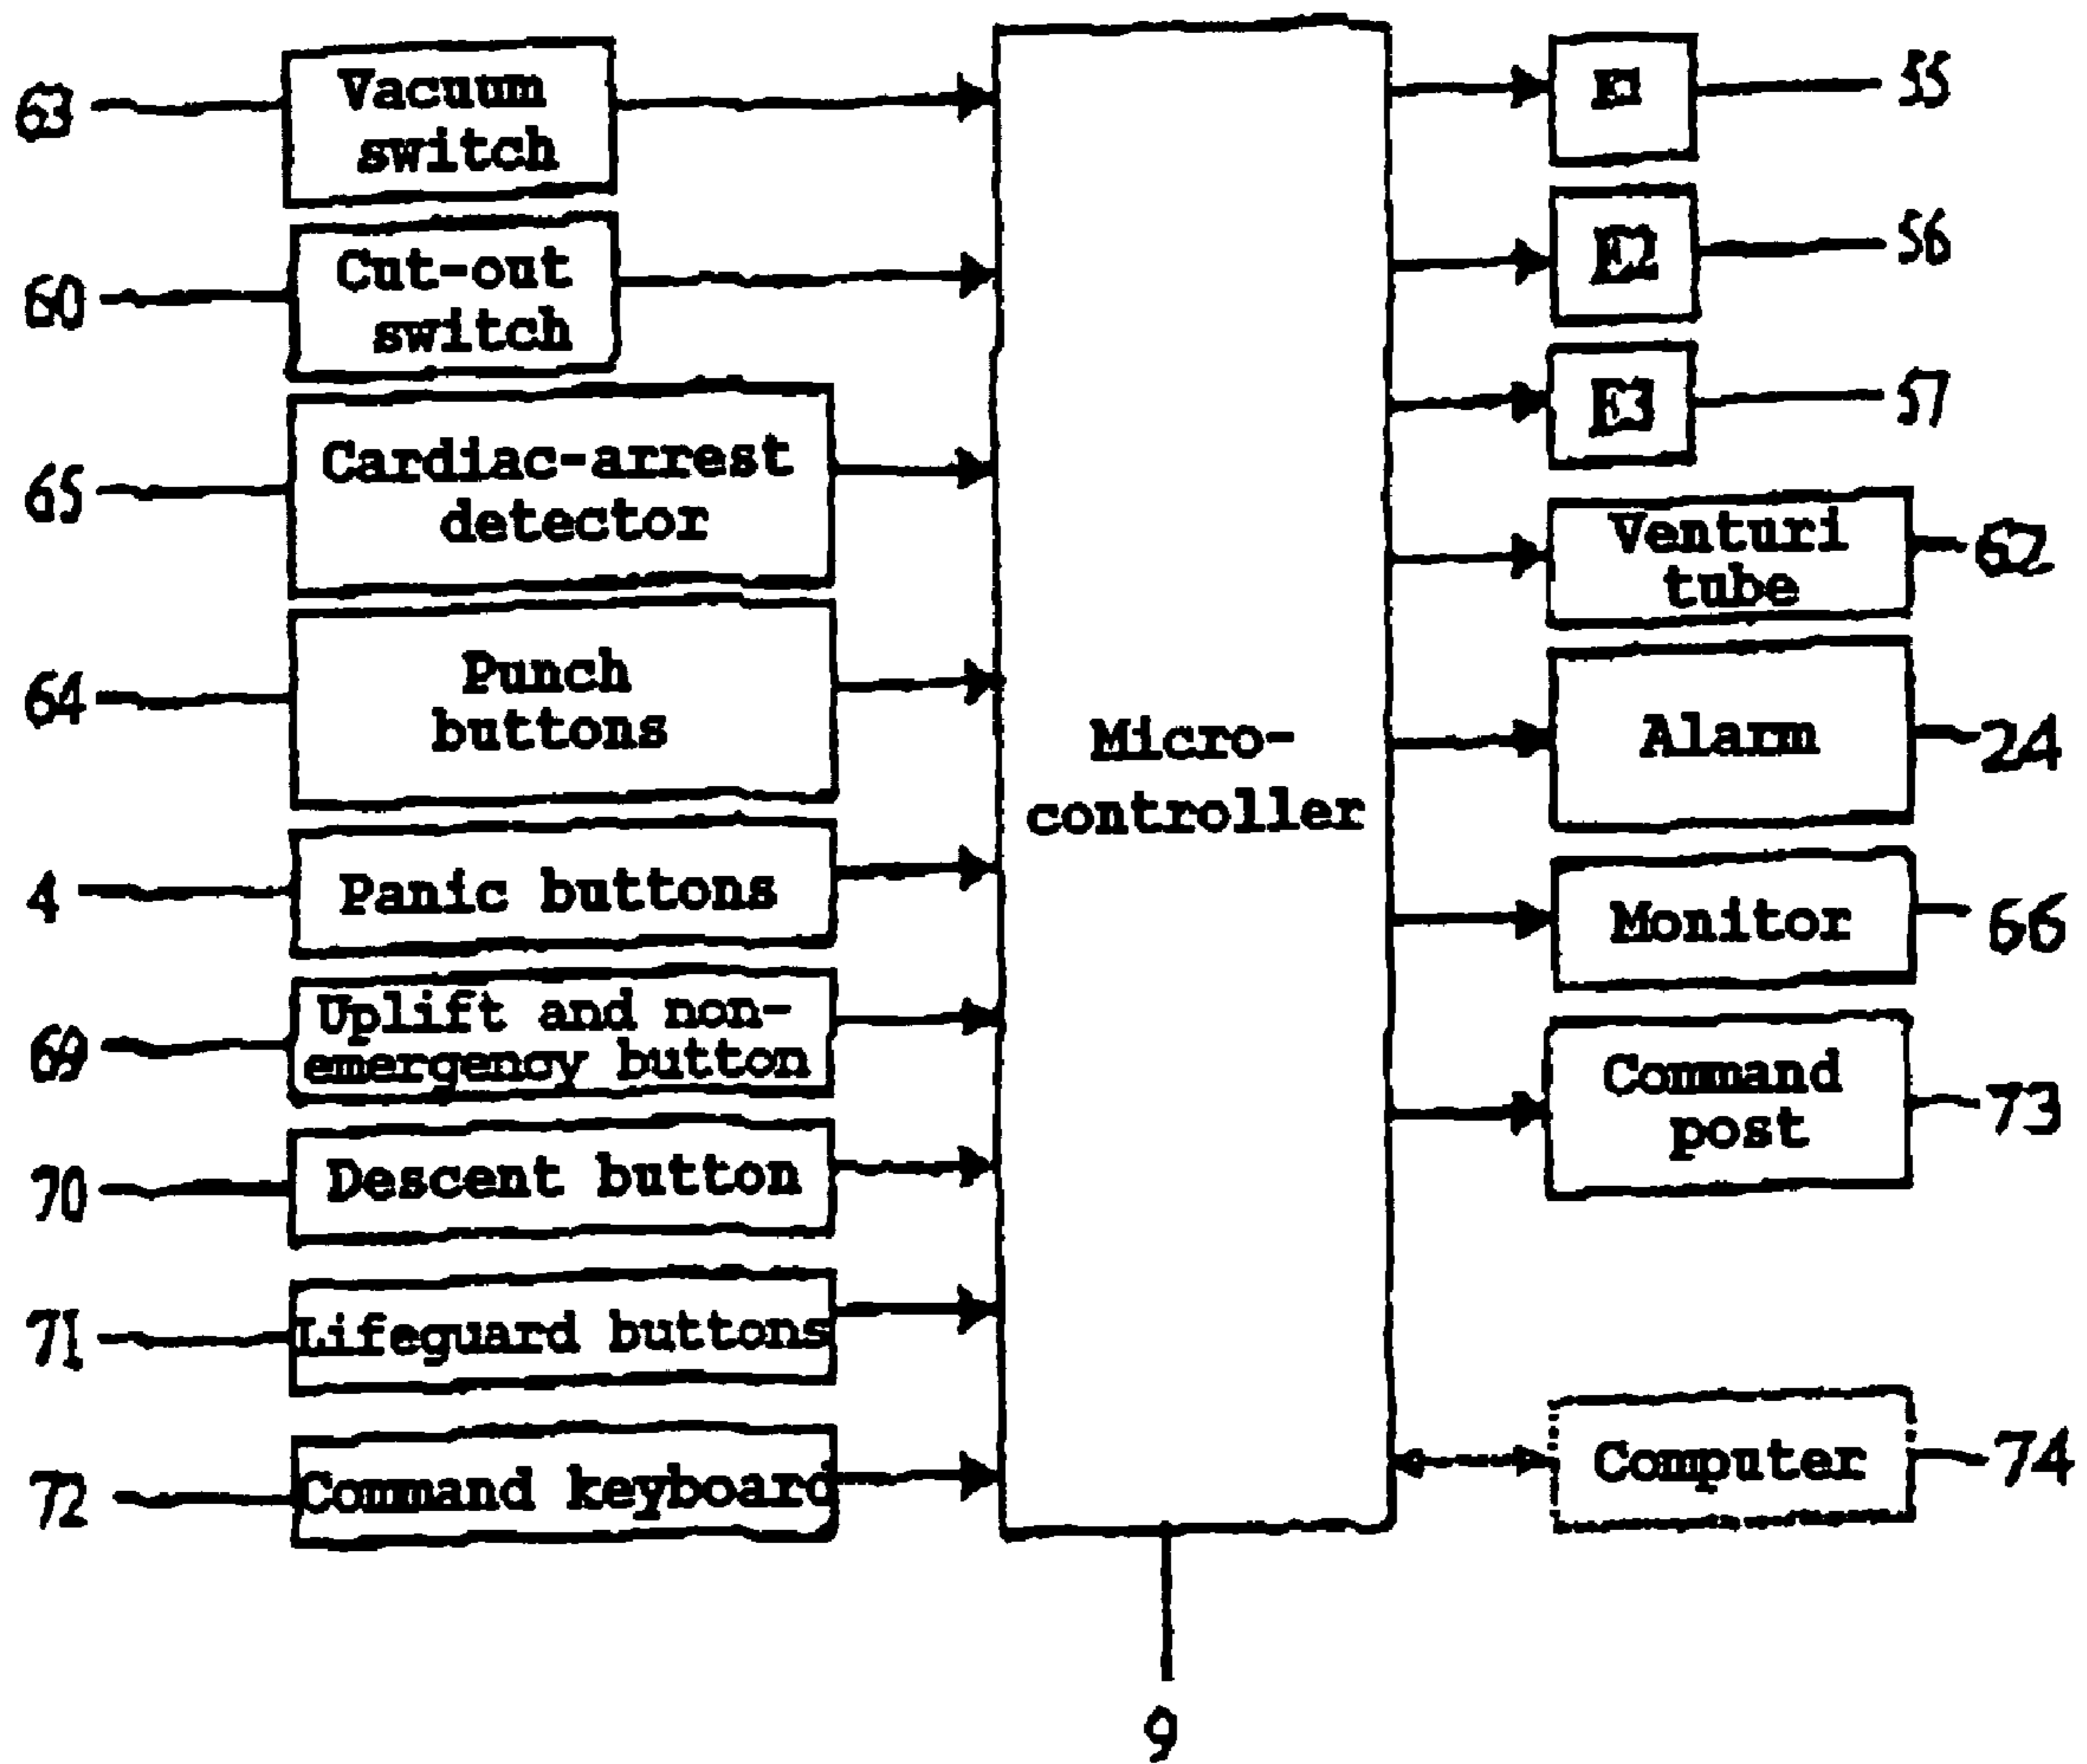 63
Vacuum
switch
60
Cut-out
switch
65
Cardiac-arrest
detector
64
Punch
buttons
4
Panic buttons
69
Uplift and non-
emergency button
70
Descent button
71
Lifeguard buttons
72
Command keyboard
Micro-
controller
9
55
56
E3
57
Venturi
tube
62
Alarm
24
Monitor
66
Command
post
73
Computer
74